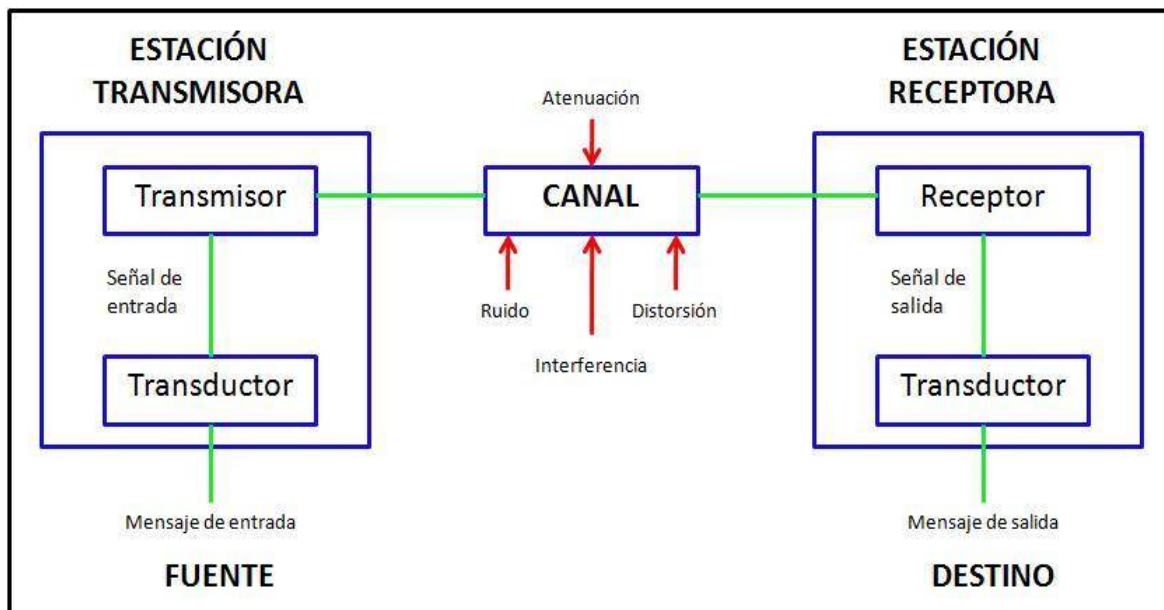 ESTACIÓN
TRANSMISORA
ESTACIÓN
RECEPTORA
Atenuación
Transmisor
CANAL
Receptor
Señal de
entrada
Ruido
Distorsión
Interferencia
Señal de
salida
Transductor
Transductor
Mensaje de entrada
Mensaje de salida
FUENTE
DESTINO